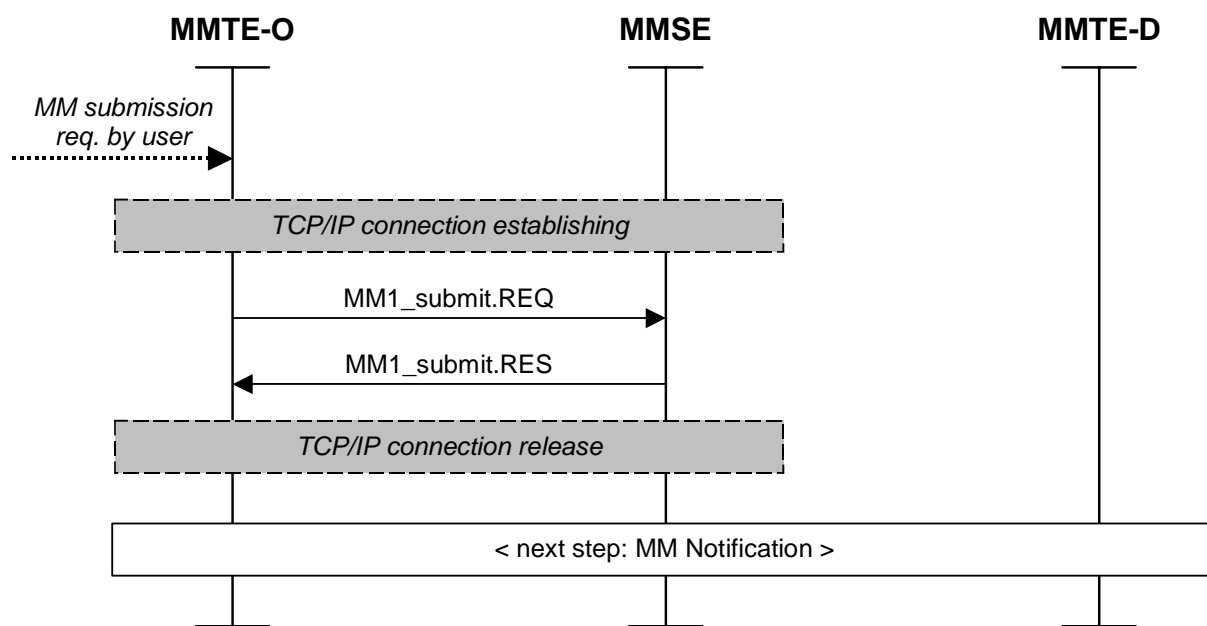 MMTE-O MMSE MMTE-D
MM submission
req. by user
TCP/IP connection establishing
MM1_submit.REQ
MM1_submit.RES
TCP/IP connection release
< next step: MM Notification >